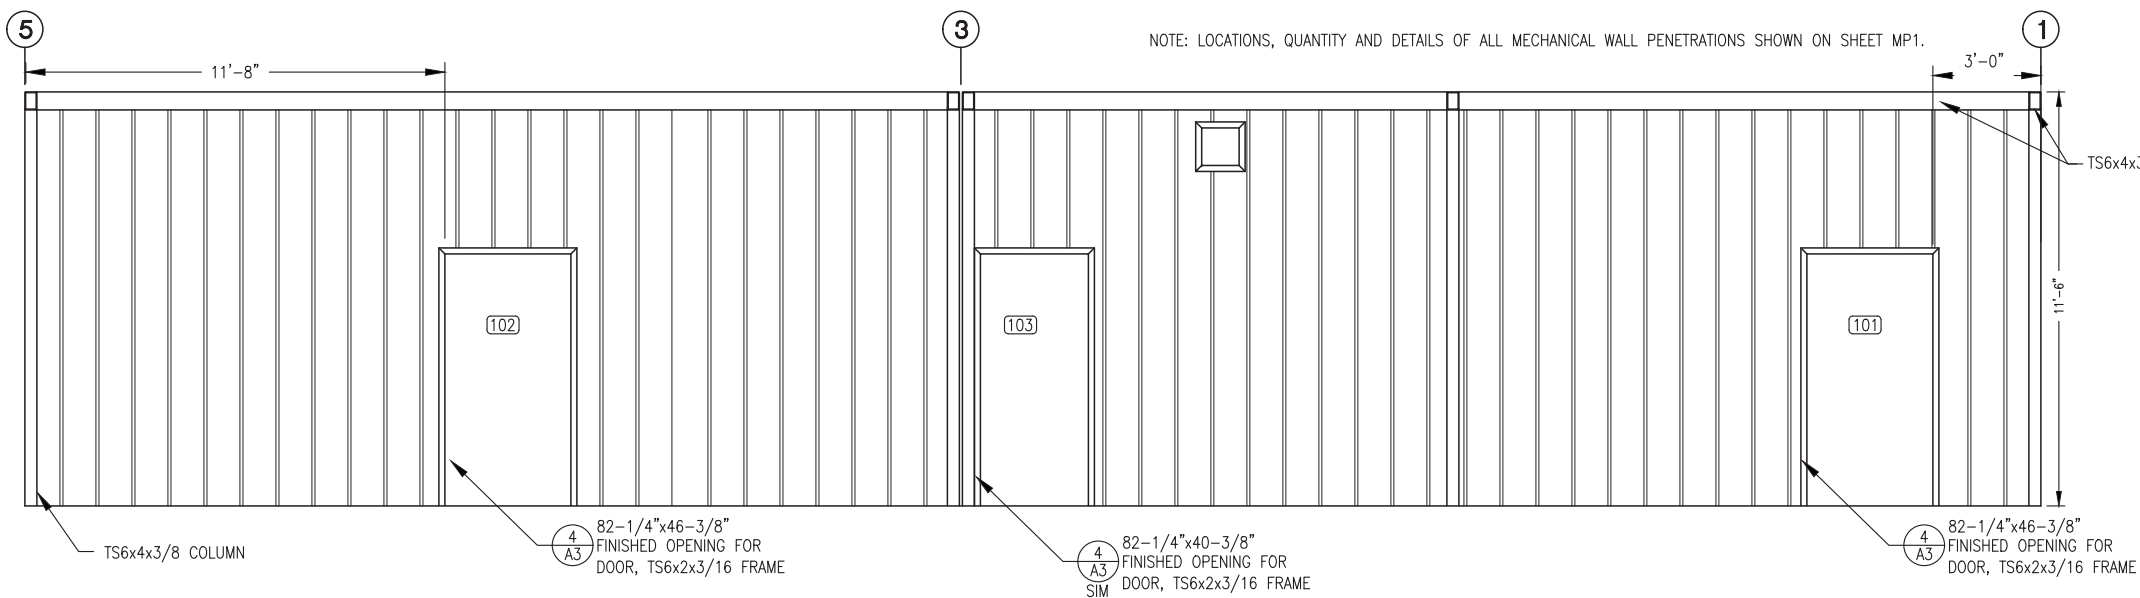 5
3
NOTE: LOCATIONS, QUANTITY AND DETAILS OF ALL MECHANICAL WALL PENETRATIONS SHOWN ON SHEET MP1.
1
11'-8"
3'-0"
TS6x4x
11'-6"
102
103
101
TS6x4x3/8 COLUMN
4
A3
82-1/4"x46-3/8"
FINISHED OPENING FOR
DOOR, TS6x2x3/16 FRAME
4
A3
SIM
82-1/4"x40-3/8"
FINISHED OPENING FOR
DOOR, TS6x2x3/16 FRAME
4
A3
82-1/4"x46-3/8"
FINISHED OPENING FOR
DOOR, TS6x2x3/16 FRAME